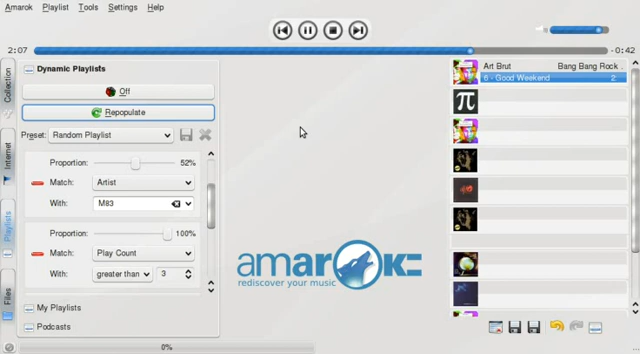 Amarok Playlist Tools Settings Help
2:07
-0:42
Dynamic Playlists
Off
Repopulate
Preset: Random Playlist
Proportion: 52%
Match: Artist
With: M83
Proportion: 100%
Match: Play Count
With: greater than 3
My Playlists
Podcasts
Collection
Internet
Playlists
Files
amarok
rediscover your music
Art Brut Bang Bang Rock
6 - Good Weekend 2:
0%